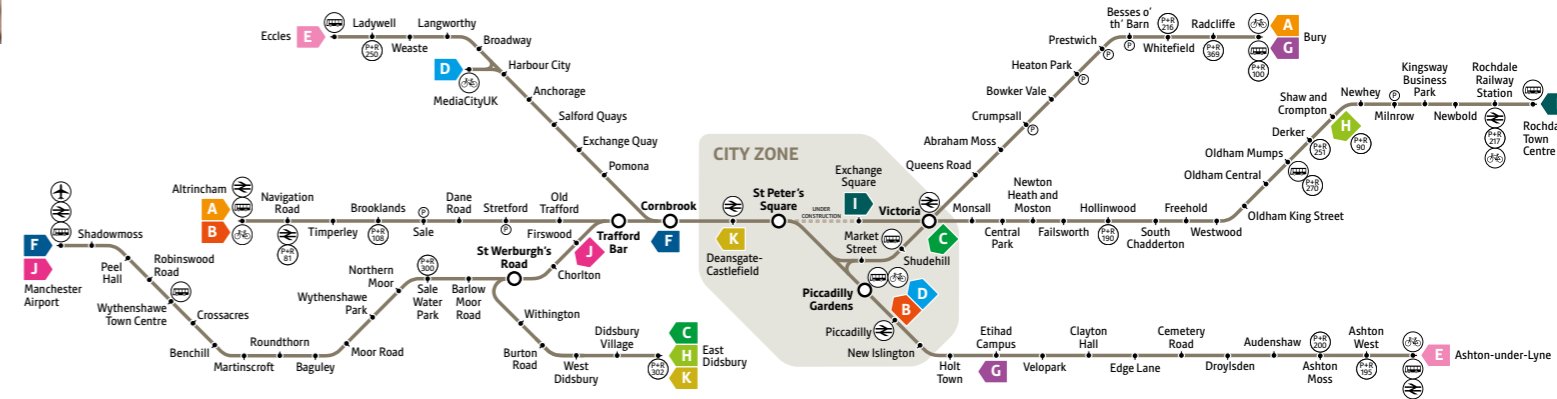 Eccles
E
Ladywell
P+R
250
Weaste
Langworthy
Broadway
Harbour City
D
MediaCityUK
Anchorage
Salford Quays
Exchange Quay
Pomona
Altrincham
A
B
Navigation
Road
P+R
81
Timperley
Brooklands
P+R
108
P
Sale
Dane
Road
Stretford
P
Old
Trafford
Firswood
Trafford
Bar
J
Chorlton
St Werburgh's
Road
Cornbrook
F
F
J
Manchester
Airport
Shadowmoss
Peel
Hall
Robinswood
Road
Wythenshawe
Town Centre
Crossacres
Benchill
Martinscroft
Roundthorn
Baguley
Moor Road
Wythenshawe
Park
Northern
Moor
P+R
300
Sale
Water
Park
Barlow
Moor
Road
Withington
Burton
Road
West
Didsbury
Didsbury
Village
P+R
302
C
H
K
East
Didsbury
CITY ZONE
K
Deansgate-
Castlefield
St Peter's
Square
UNDER
CONSTRUCTION
Exchange
Square
I
Victoria
C
Market
Street
Shudehill
Piccadilly
Gardens
D
B
Piccadilly
New Islington
Holt
Town
Etihad
Campus
G
Velopark
Clayton
Hall
Edge Lane
Cemetery
Road
Droylsden
Audenshaw
P+R
200
Ashton
Moss
Ashton
West
P+R
195
E
Ashton-under-Lyne
Queens Road
Abraham Moss
Crumpsall
P
Bowker Vale
Heaton Park
P
Prestwich
P
Besses o'
th' Barn
P
P+R
216
Whitefield
Radcliffe
P+R
369
A
G
P+R
100
Bury
Monsall
Central
Park
Newton
Heath and
Moston
Failsworth
Hollinwood
P+R
190
South
Chadderton
Freehold
Westwood
Oldham King Street
Oldham Central
Oldham Mumps
P+R
270
Derker
P+R
251
Shaw and
Crompton
H
P+R
90
Newhey
P
Milnrow
Kingsway
Business
Park
Newbold
Rochdale
Railway
Station
P+R
217
Rochda
Town
Centre